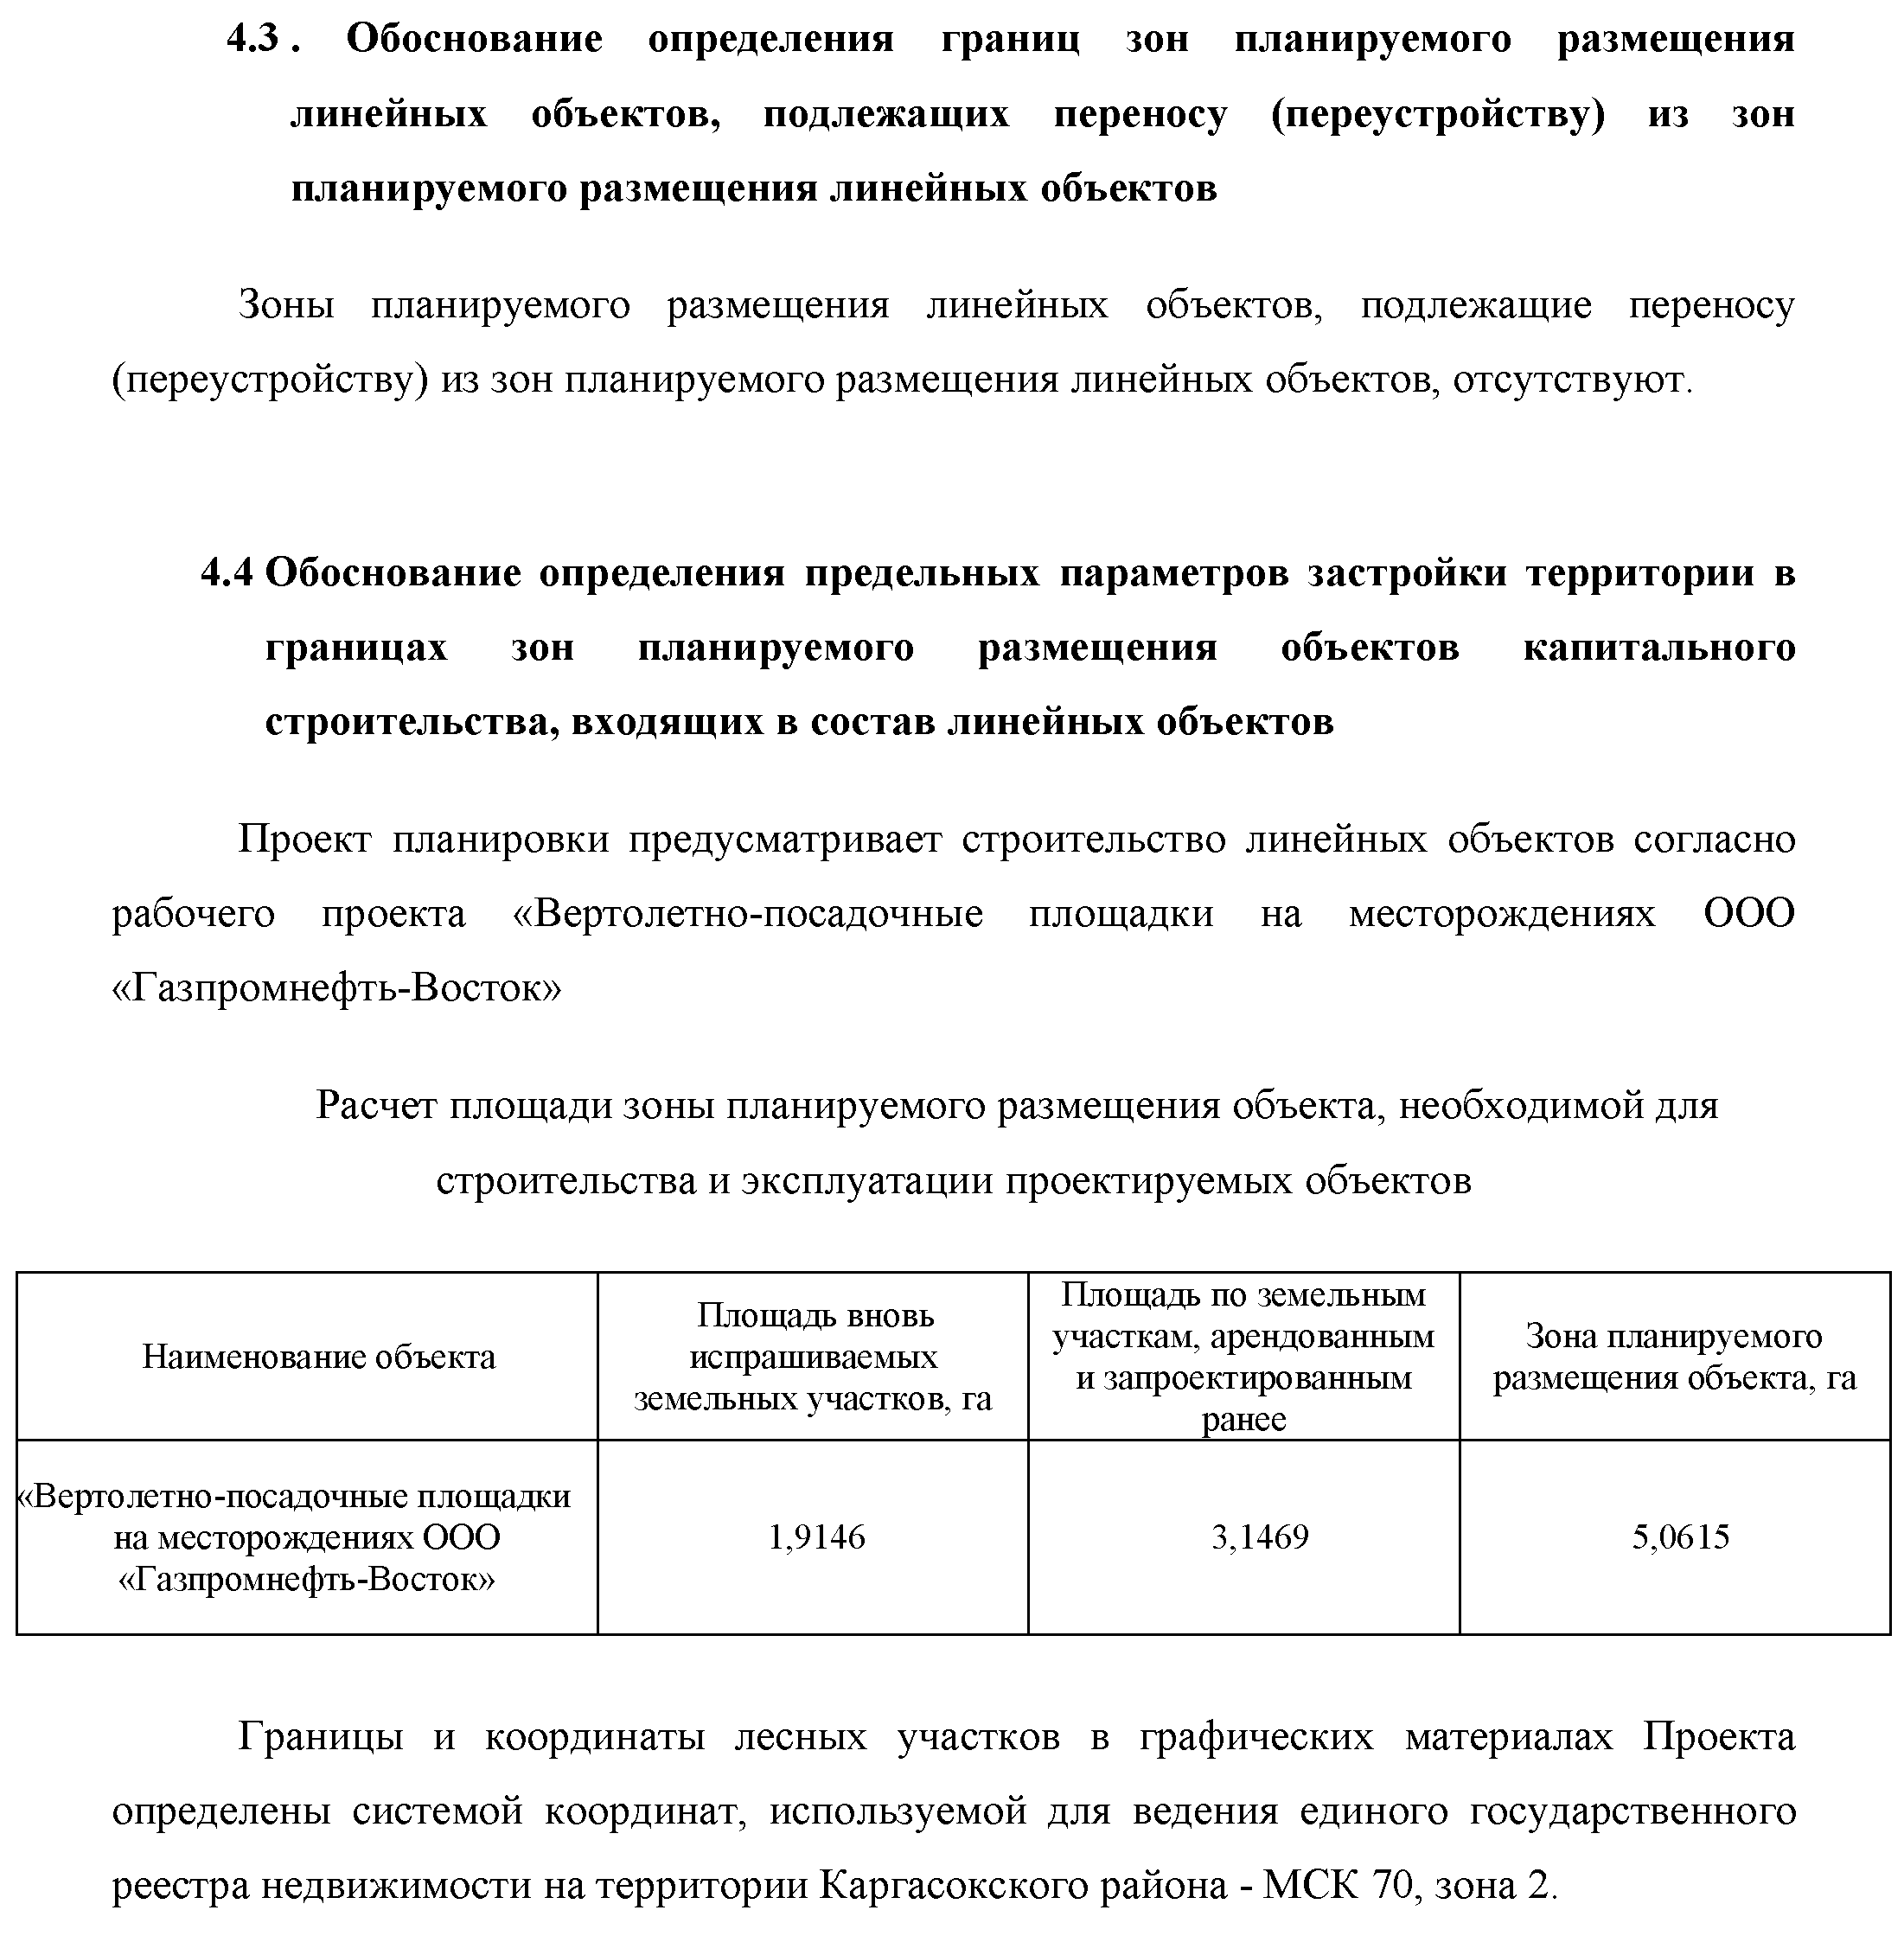 4.3 . Обоснование определения границ зон планируемого размещения
линейных объектов, подлежащих переносу (переустройству) из зон
планируемого размещения линейных объектов
Зоны планируемого размещения линейных объектов, подлежащие переносу
(переустройству) из зон планируемого размещения линейных объектов, отсутствуют.
4.4 Обоснование определения предельных параметров застройки территории в
границах зон планируемого размещения объектов капитального
строительства, входящих в состав линейных объектов
Проект планировки предусматривает строительство линейных объектов согласно
рабочего проекта «Вертолетно-посадочные площадки на месторождениях ООО
«Газпромнефть-Восток»
Расчет площади зоны планируемого размещения объекта, необходимой для
строительства и эксплуатации проектируемых объектов
Наименование объекта
Площадь вновь
испрашиваемых
земельных участков, га
Площадь по земельным
участкам, арендованным
и запроектированным
ранее
Зона планируемого
размещения объекта, га
«Вертолетно-посадочные площадки
на месторождениях ООО
«Газпромнефть-Восток»
1,9146
3,1469
5,0615
Границы и координаты лесных участков в графических материалах Проекта
определены системой координат, используемой для ведения единого государственного
реестра недвижимости на территории Каргасокского района - МСК 70, зона 2.